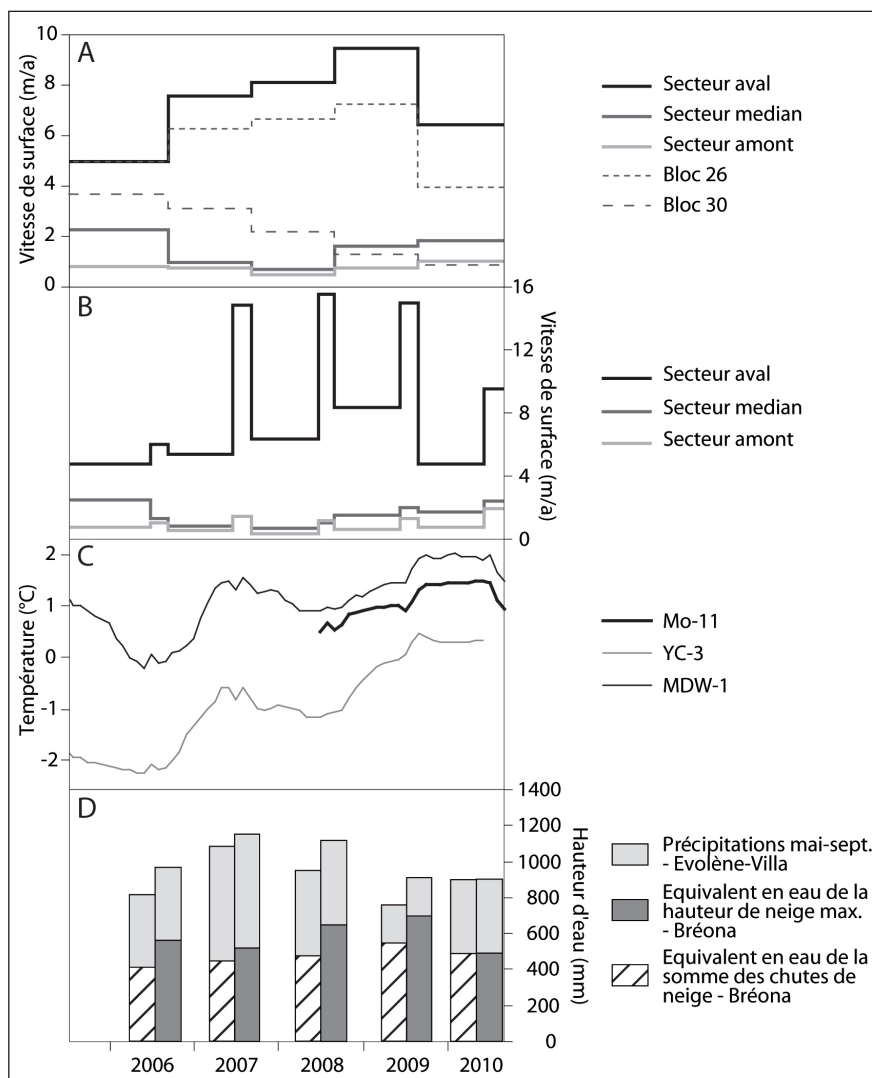 A
10
8
6
4
2
0
Vitesse de surface (m/a)
Secteur aval
Secteur median
Secteur amont
Bloc 26
Bloc 30
B
16
12
8
4
0
Vitesse de surface (m/a)
Secteur aval
Secteur median
Secteur amont
C
2
1
0
-1
-2
Température (°C)
Mo-11
YC-3
MDW-1
D
1400
1200
1000
800
600
400
200
0
Hauteur d'eau (mm)
Précipitations mai-sept.
- Evolène-Villa
Equivalent en eau de la
hauteur de neige max.
- Bréona
Equivalent en eau de la
somme des chutes de
neige - Bréona
2006 2007 2008 2009 2010